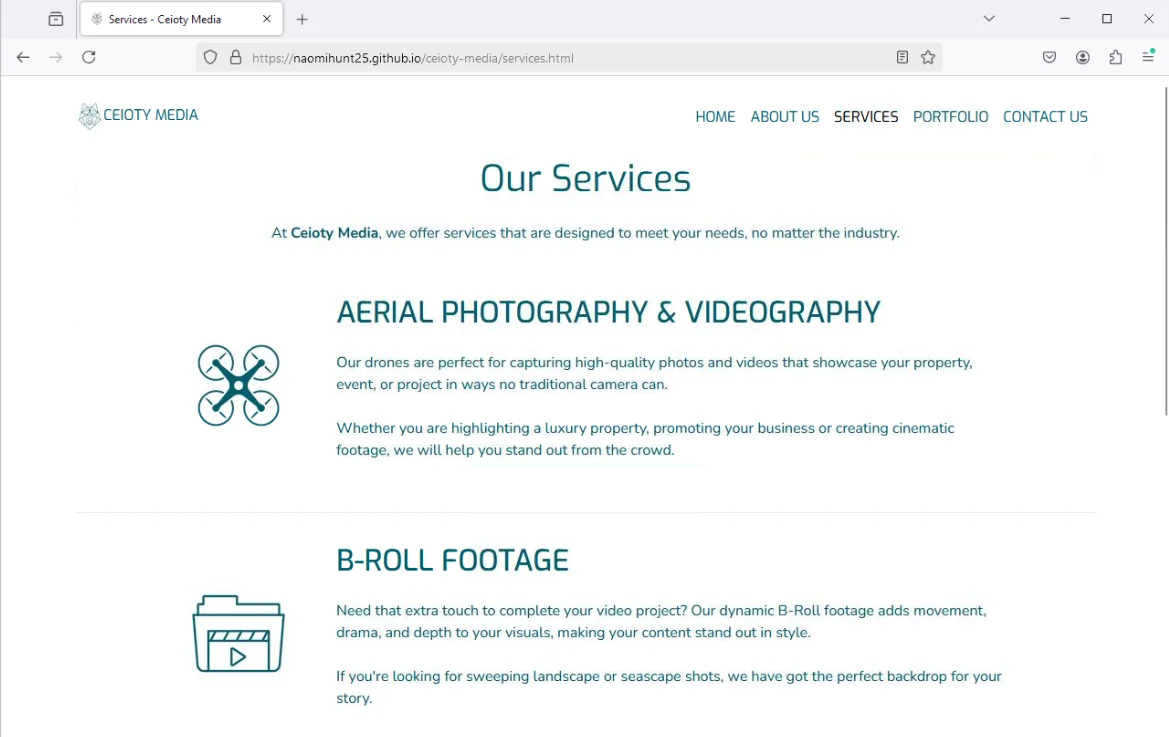 Services - Ceioty Media
https://naomihunt25.github.io/ceioty-media/services.html
CEIOTY MEDIA
HOME ABOUT US SERVICES PORTFOLIO CONTACT US
Our Services
At Ceioty Media, we offer services that are designed to meet your needs, no matter the industry.
AERIAL PHOTOGRAPHY & VIDEOGRAPHY
Our drones are perfect for capturing high-quality photos and videos that showcase your property,
event, or project in ways no traditional camera can.
Whether you are highlighting a luxury property, promoting your business or creating cinematic
footage, we will help you stand out from the crowd.
B-ROLL FOOTAGE
Need that extra touch to complete your video project? Our dynamic B-Roll footage adds movement,
drama, and depth to your visuals, making your content stand out in style.
If you're looking for sweeping landscape or seascape shots, we have got the perfect backdrop for your
story.